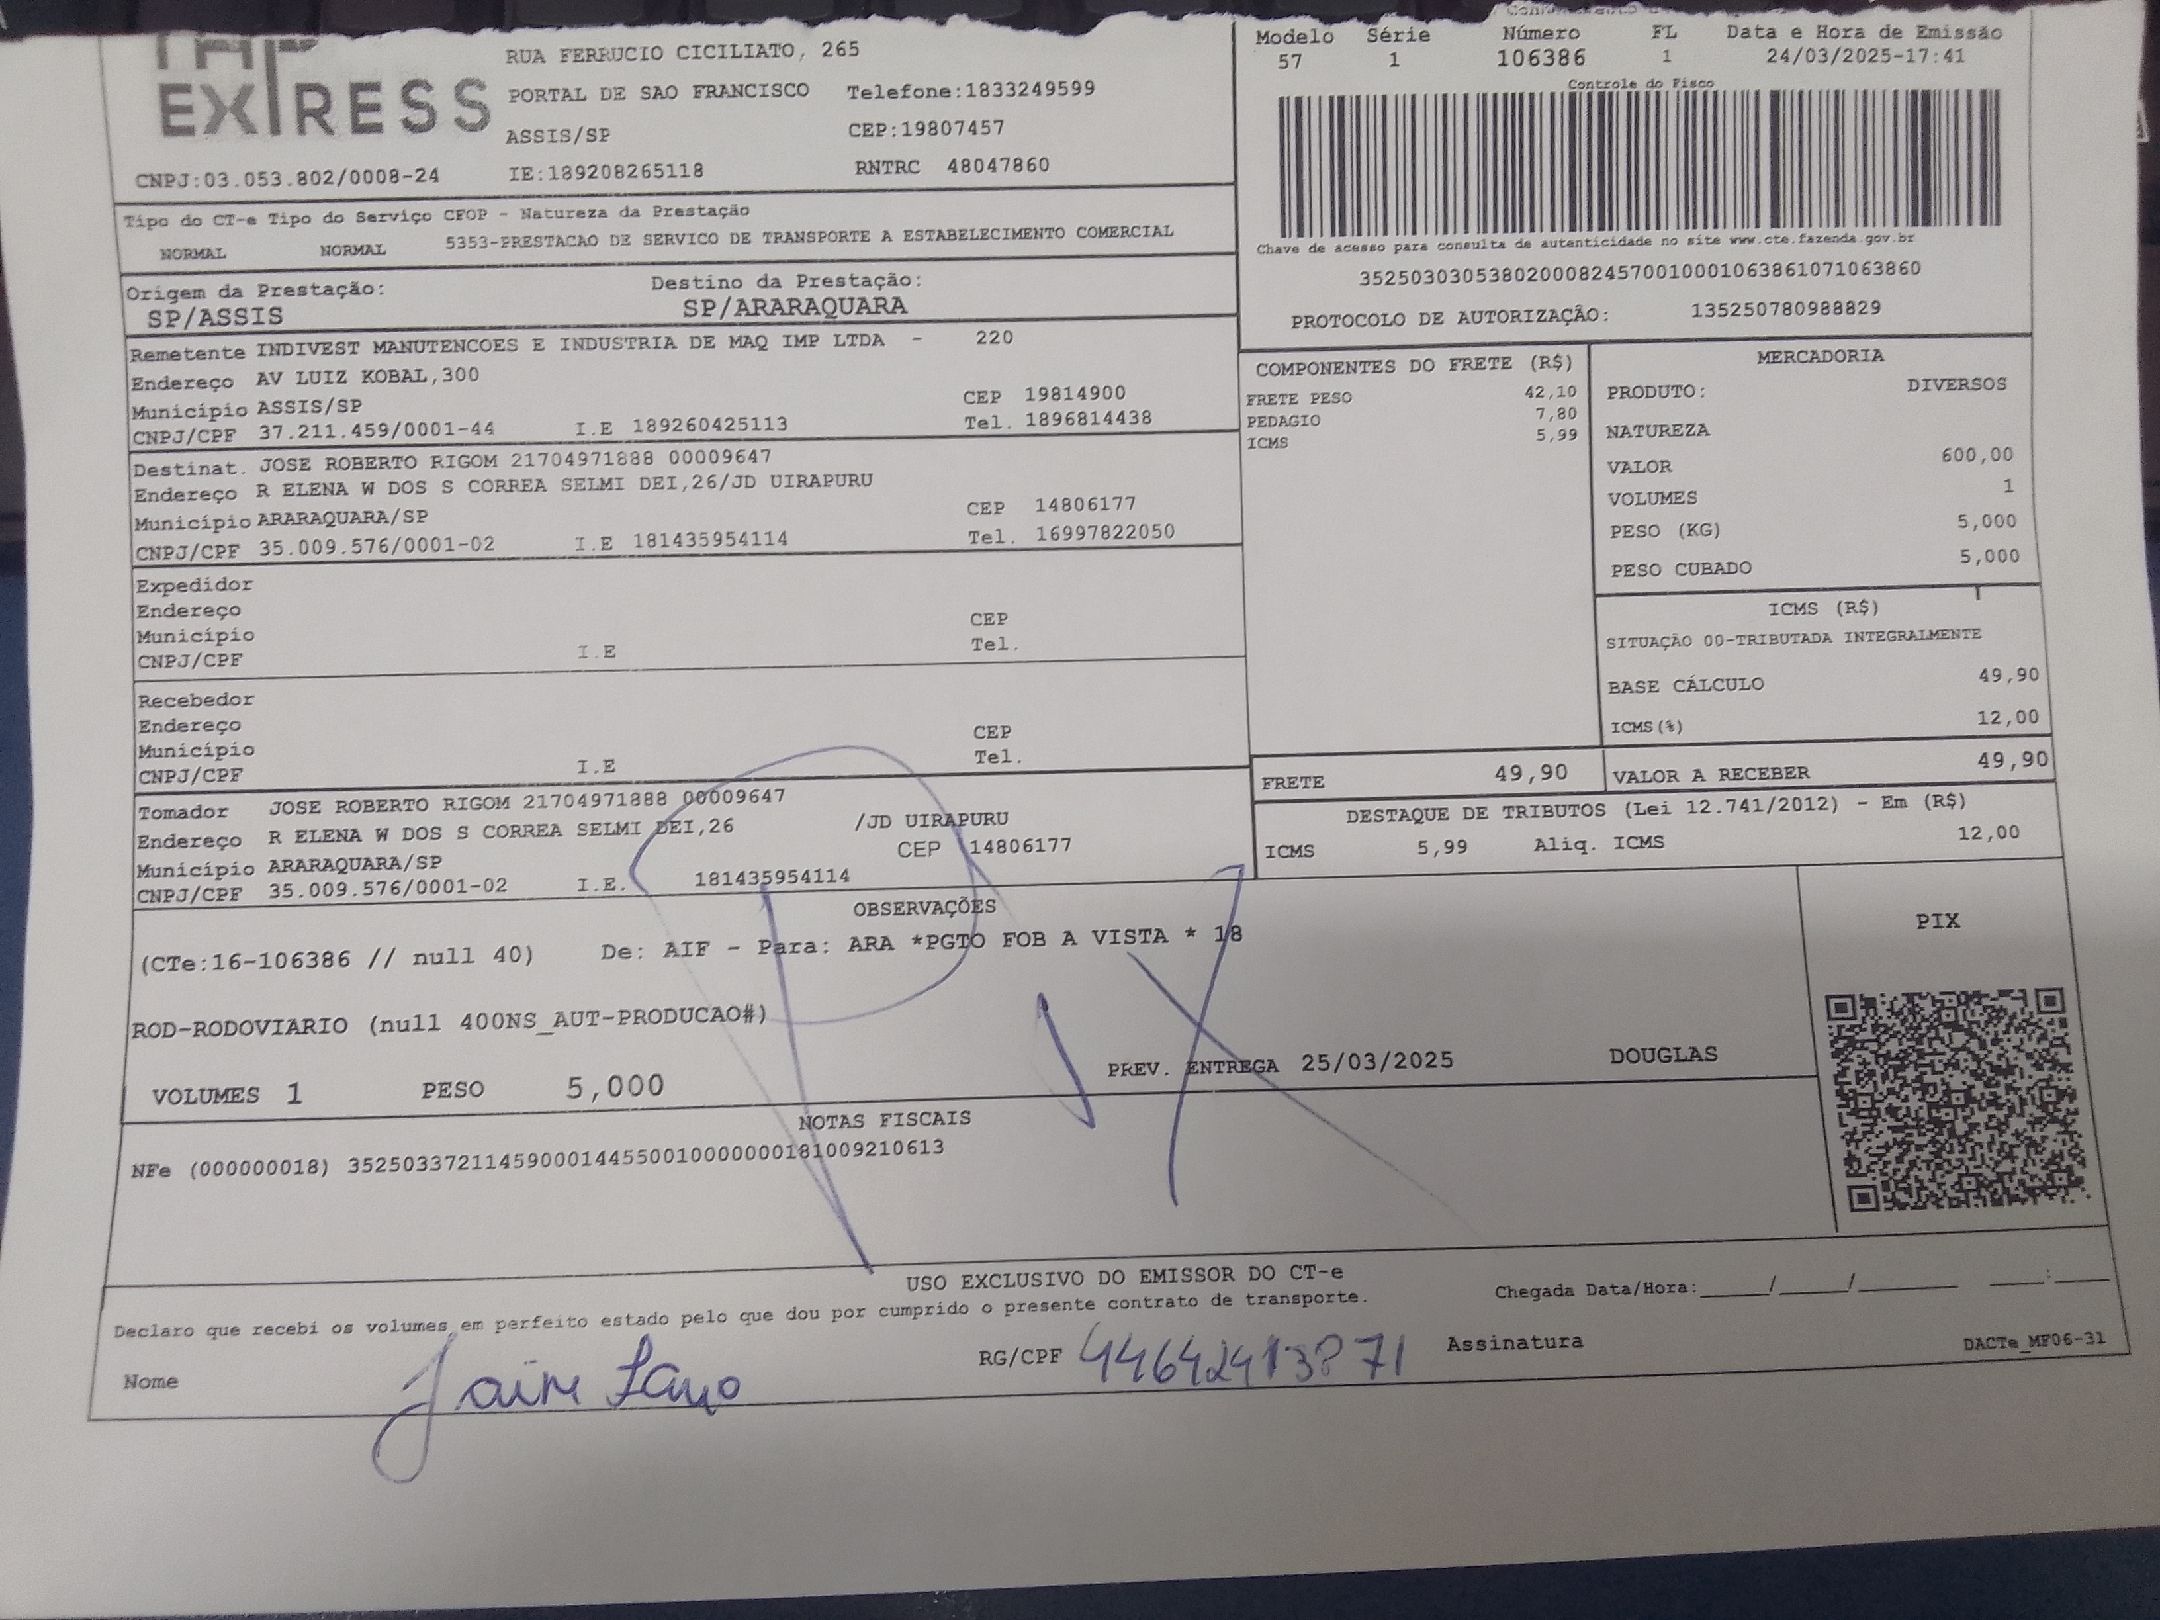 EXPRESS
RUA FERRUCIO CICILIATO, 265
PORTAL DE SAO FRANCISCO Telefone:1833249599
ASSIS/SP CEP:19807457
CNPJ:03.053.802/0008-24 IE:189208265118 RNTRC 48047860
Modelo Série Número FL Data e Hora de Emissão
57 1 106386 1 24/03/2025-17:41
Controle do Fisco
Chave de acesso para consulta de autenticidade no site www.cte.fazenda.gov.br
35250303053802000824570010001063861071063860
PROTOCOLO DE AUTORIZAÇÃO: 135250780988829
Tipo do CT-e Tipo do Serviço CFOP - Natureza da Prestação
NORMAL NORMAL 5353-PRESTACAO DE SERVICO DE TRANSPORTE A ESTABELECIMENTO COMERCIAL
Origem da Prestação: Destino da Prestação:
SP/ASSIS SP/ARARAQUARA
Remetente INDIVEST MANUTENCOES E INDUSTRIA DE MAQ IMP LTDA - 220
Endereço AV LUIZ KOBAL,300
Município ASSIS/SP CEP 19814900
CNPJ/CPF 37.211.459/0001-44 I.E 189260425113 Tel. 1896814438
Destinat. JOSE ROBERTO RIGOM 21704971888 00009647
Endereço R ELENA W DOS S CORREA SELMI DEI,26/JD UIRAPURU
Município ARARAQUARA/SP CEP 14806177
CNPJ/CPF 35.009.576/0001-02 I.E 181435954114 Tel. 16997822050
Expedidor
Endereço
Município CEP
CNPJ/CPF I.E Tel.
Recebedor
Endereço
Município CEP
CNPJ/CPF I.E Tel.
Tomador JOSE ROBERTO RIGOM 21704971888 00009647
Endereço R ELENA W DOS S CORREA SELMI DEI,26 /JD UIRAPURU
Município ARARAQUARA/SP CEP 14806177
CNPJ/CPF 35.009.576/0001-02 I.E. 181435954114
COMPONENTES DO FRETE (R$)
FRETE PESO 42,10
PEDAGIO 7,80
ICMS 5,99
MERCADORIA
PRODUTO: DIVERSOS
NATUREZA
VALOR 600,00
VOLUMES 1
PESO (KG) 5,000
PESO CUBADO 5,000
ICMS (R$)
SITUAÇÃO 00-TRIBUTADA INTEGRALMENTE
BASE CÁLCULO 49,90
ICMS(%) 12,00
FRETE 49,90 VALOR A RECEBER 49,90
DESTAQUE DE TRIBUTOS (Lei 12.741/2012) - Em (R$)
ICMS 5,99 Aliq. ICMS 12,00
OBSERVAÇÕES
(CTe:16-106386 // null 40) De: AIF - Para: ARA *PGTO FOB A VISTA * 18
ROD-RODOVIARIO (null 400NS_AUT-PRODUCAO#)
PIX
PIX
VOLUMES 1 PESO 5,000 PREV. ENTREGA 25/03/2025 DOUGLAS
NOTAS FISCAIS
NFe (000000018) 35250337211459000144550010000000181009210613
USO EXCLUSIVO DO EMISSOR DO CT-e
Declaro que recebi os volumes em perfeito estado pelo que dou por cumprido o presente contrato de transporte. Chegada Data/Hora:_____/_____/_______ ____:____
Nome RG/CPF Assinatura DACTe_MF06-31